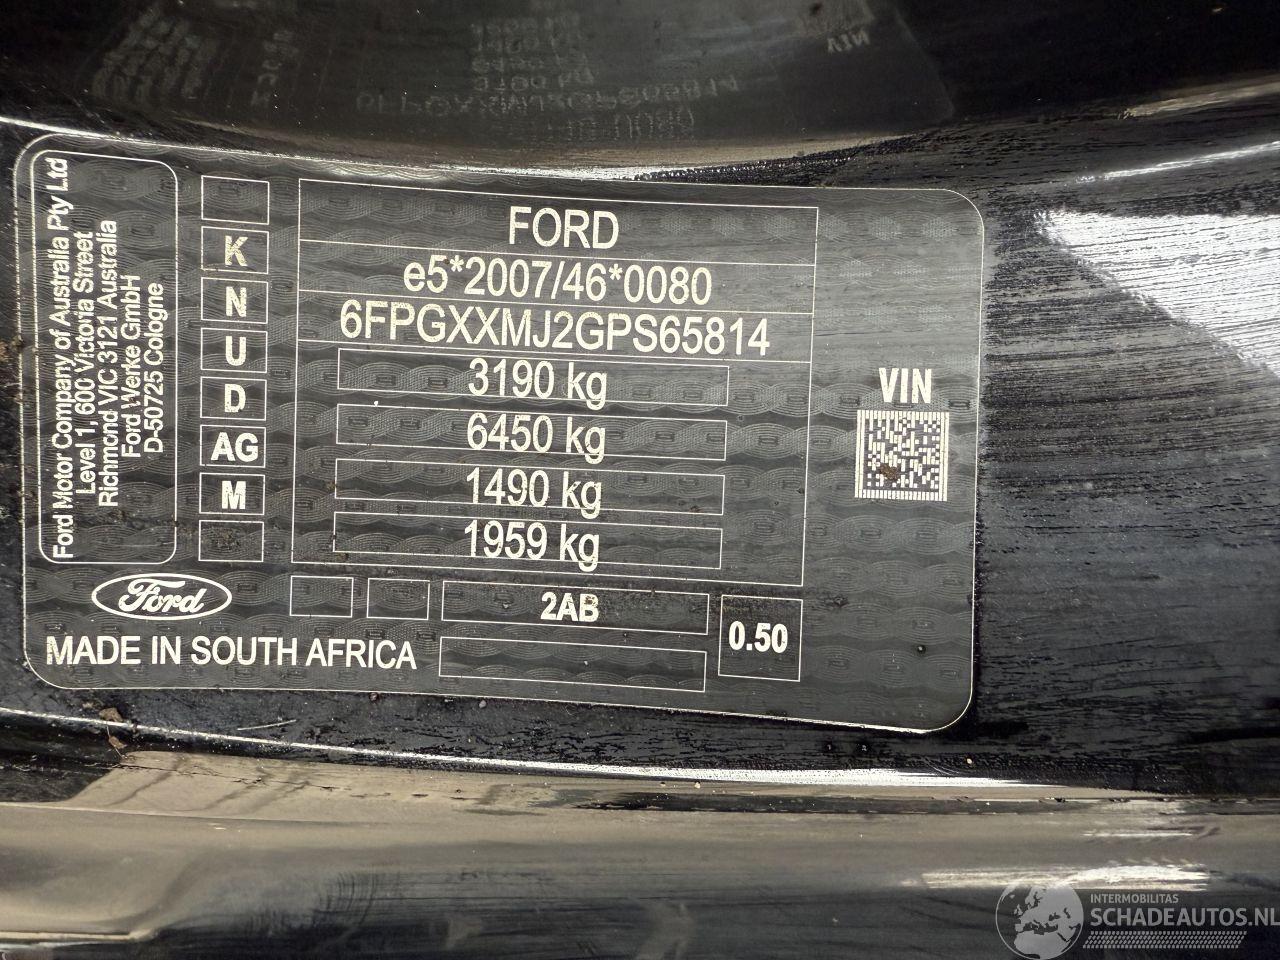 Ford Motor Company of Australia Pty Ltd
Level 1, 600 Victoria Street
Richmond VIC 3121 Australia
Ford Werke GmbH
D-50725 Cologne
K
N
U
D
AG
M
FORD
e5*2007/46*0080
6FPGXXMJ2GPS65814
3190 kg
6450 kg
1490 kg
1959 kg
VIN
Ford
MADE IN SOUTH AFRICA
2AB
0.50
INTERMOBILITAS
SCHADEAUTOS.NL